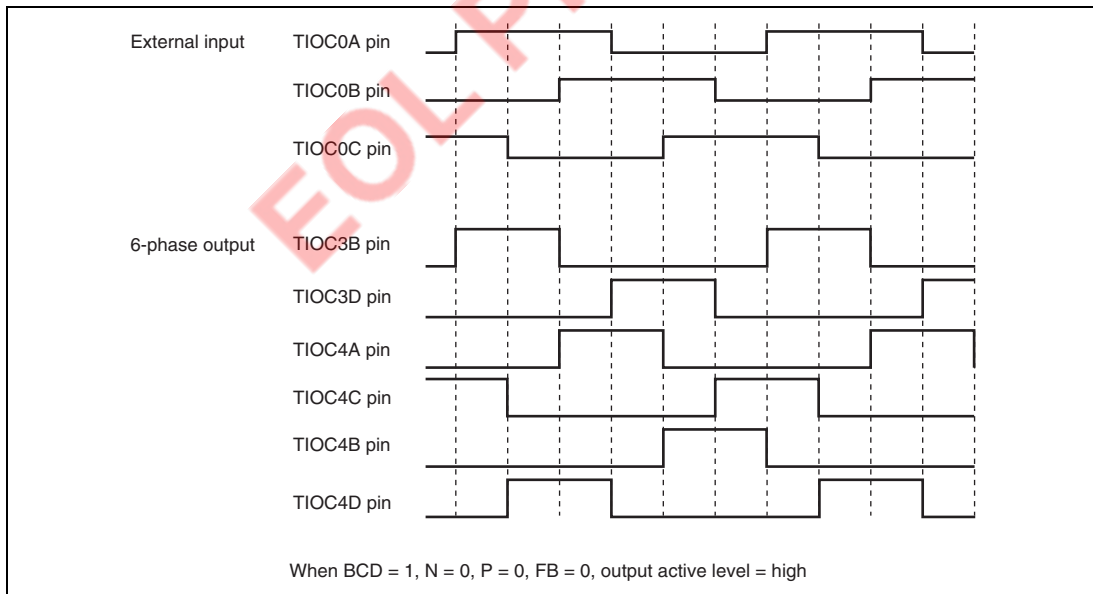 EOL P
External input TIOC0A pin
TIOC0B pin
TIOC0C pin
6-phase output TIOC3B pin
TIOC3D pin
TIOC4A pin
TIOC4C pin
TIOC4B pin
TIOC4D pin
When BCD = 1, N = 0, P = 0, FB = 0, output active level = high